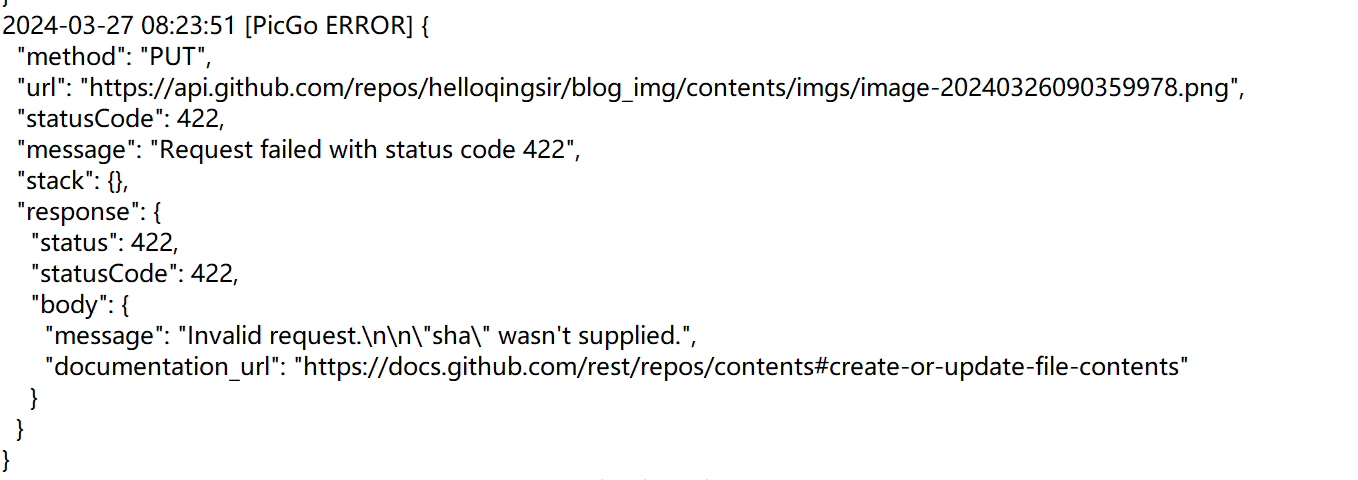 }
2024-03-27 08:23:51 [PicGo ERROR] {
"method": "PUT",
"url": "https://api.github.com/repos/helloqingsir/blog_img/contents/imgs/image-20240326090359978.png",
"statusCode": 422,
"message": "Request failed with status code 422",
"stack": {},
"response": {
"status": 422,
"statusCode": 422,
"body": {
"message": "Invalid request.\n\n\"sha\" wasn't supplied.",
"documentation_url": "https://docs.github.com/rest/repos/contents#create-or-update-file-contents"
}
}
}